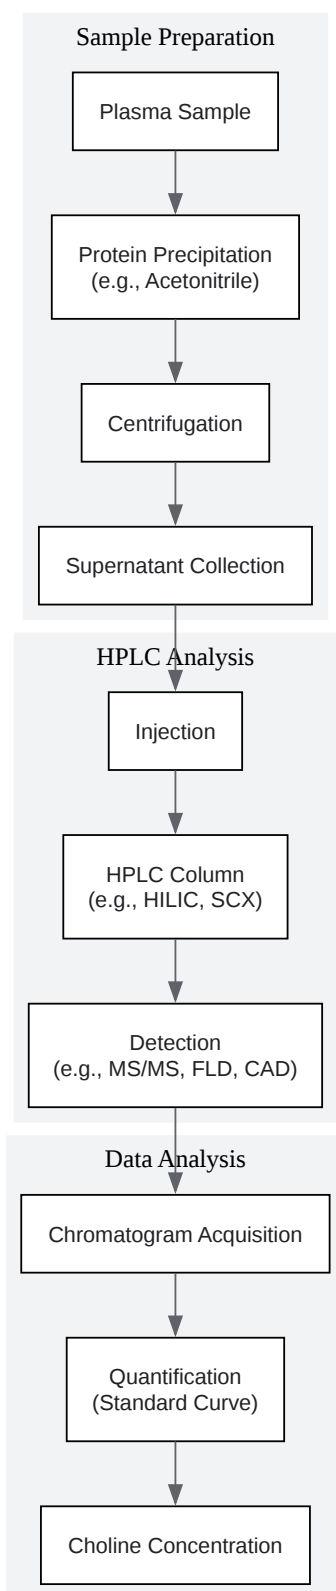 Sample Preparation
Plasma Sample
Protein Precipitation
(e.g., Acetonitrile)
Centrifugation
Supernatant Collection
HPLC Analysis
Injection
HPLC Column
(e.g., HILIC, SCX)
Detection
(e.g., MS/MS, FLD, CAD)
Data Analysis
Chromatogram Acquisition
Quantification
(Standard Curve)
Choline Concentration